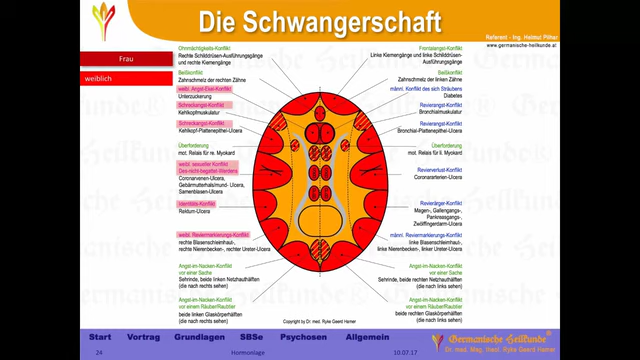 Die Schwangerschaft
Referent - Ing. Helmut Pilhar
www.germanische-heilkunde.at
Frau
weiblich
Ohnmächtigkeits-Konflikt
Rechte Schilddrüsen-Ausführungsgänge
und rechte Kiemengänge
Beißkonflikt
Zahnschmelz der rechten Zähne
weibl. Angst-Ekel-Konflikt
Unterzuckerung
Schreckangst-Konflikt
Kehlkopfmuskulatur
Schreckangst-Konflikt
Kehlkopf-Plattenepithel-Ulcera
Überforderung
mot. Relais für re. Myokard
weibl. sexueller Konflikt
Des-nicht-begattet-Werdens
Coronarvenen-Ulcera,
Gebärmutterhals/mund- Ulcera,
Samenblasen-Ulcera
Identitäts-Konflikt
Rektum-Ulcera
weibl. Reviermarkierungs-Konflikt
rechte Blasenschleimhaut-,
rechte Nierenbecken-, rechter Ureter-Ulcera
Angst-im-Nacken-Konflikt
vor einer Sache
Sehrinde, beide linken Netzhauthälften
(die nach rechts sehen)
Angst-im-Nacken-Konflikt
vor einem Räuber/Raubtier
Glaskörper, beide linken Glaskörperhälften
(die nach rechts sehen)
Frontalangst-Konflikt
Linke Kiemengänge und linke Schilddrüsen-
Ausführungsgänge
Beißkonflikt
Zahnschmelz der linken Zähne
männl. Konflikt des sich Sträubens
Diabetes
Revierangst-Konflikt
Bronchialmuskulatur
Revierangst-Konflikt
Bronchial-Plattenepithel-Ulcera
Überforderung
mot. Relais für li. Myokard
Revierverlust-Konflikt
Coronararterien-Ulcera
Revierärger-Konflikt
Magen-, Gallengangs-,
Pankreasgangs-,
Zwölffingerdarm-Ulcera
männl. Reviermarkierungs-Konflikt
linke Blasenschleimhaut-,
linke Nierenbecken-, linker Ureter-Ulcera
Angst-im-Nacken-Konflikt
vor einer Sache
Sehrinde, beide rechten Netzhauthälften
(die nach links sehen)
Angst-im-Nacken-Konflikt
vor einem Räuber/Raubtier
Glaskörper, beide rechten Glaskörperhälften
(die nach links sehen)
Copyright by Dr. med. Ryke Geerd Hamer
Start Vortrag Grundlagen SBSe Psychosen Allgemein
Germanische Heilkunde®
Dr. med. Mag. theol. Ryke Geerd Hamer
24 Hormonlage 10.07.17